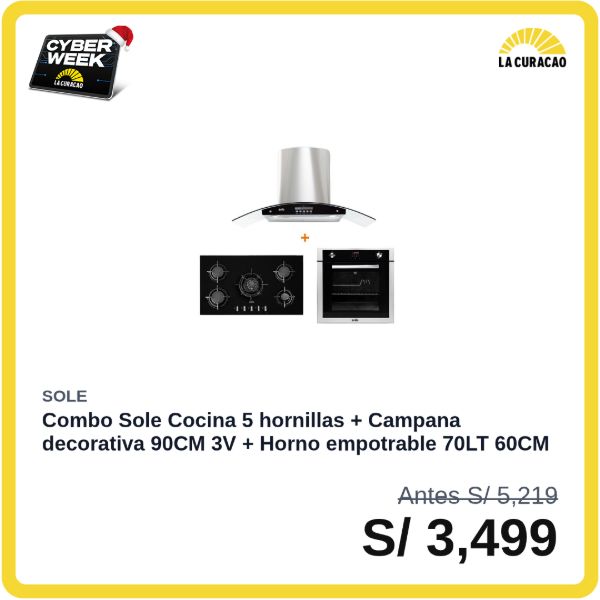 CYBER
WEEK
LA CURACAO
LA CURACAO
+
SOLE
Combo Sole Cocina 5 hornillas + Campana
decorativa 90CM 3V + Horno empotrable 70LT 60CM
Antes S/ 5,219
S/ 3,499